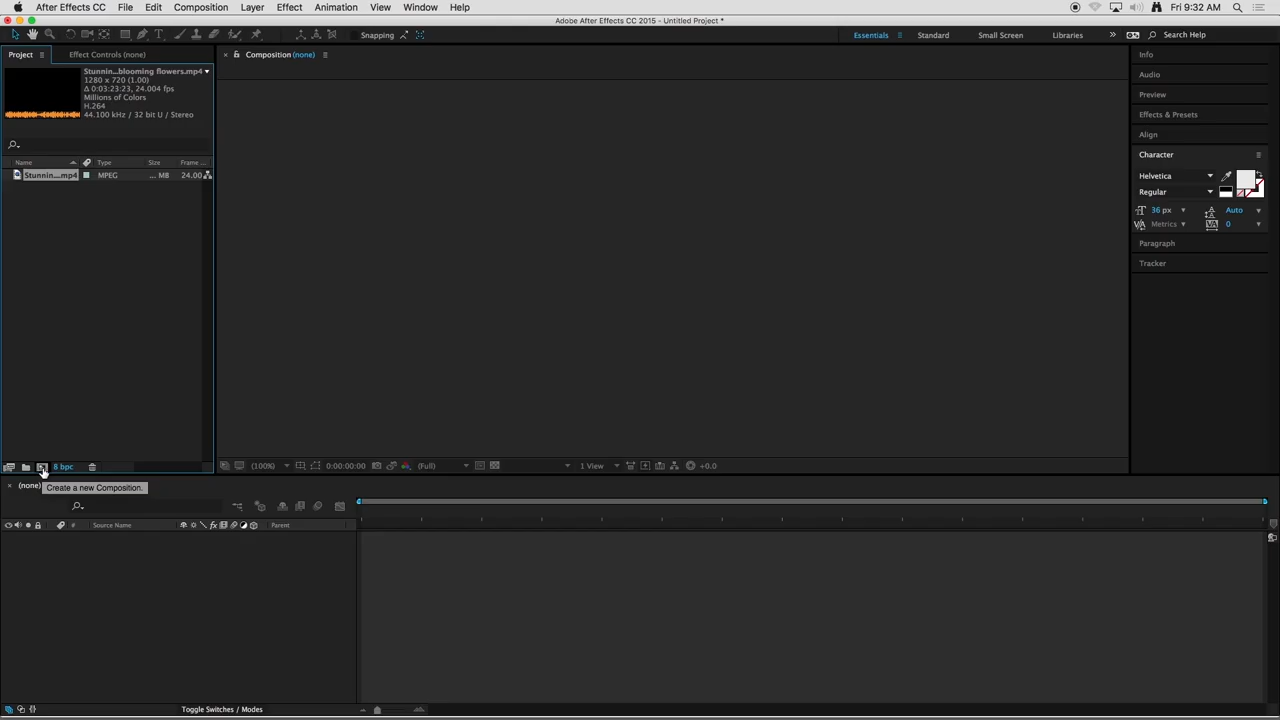 After Effects CC File Edit Composition Layer Effect Animation View Window Help Fri 9:32 AM
Adobe After Effects CC 2015 - Untitled Project *
Snapping Essentials Standard Small Screen Libraries Search Help
Project Effect Controls (none) Composition (none) Info
Stunnin...blooming flowers.mp4
1280 x 720 (1.00)
Δ 0:03:23:23, 24.004 fps
Millions of Colors
H.264
44.100 kHz / 32 bit U / Stereo
Audio
Preview
Effects & Presets
Align
Character
Name Type Size Frame ...
Stunnin....mp4 MPEG ... MB 24.00
Helvetica
Regular
36 px Auto
Metrics 0
Paragraph
Tracker
8 bpc (100%) 0:00:00:00 (Full) 1 View +0.0
(none) Create a new Composition.
# Source Name Parent
Toggle Switches / Modes